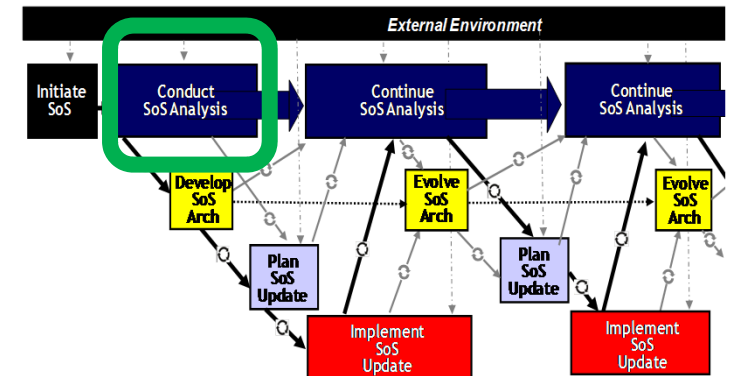 External Environment
Initiate
SoS
Conduct
SoS Analysis
Continue
SoS Analysis
Continue
SoS Analysis
Develop
SoS
Arch
Evolve
SoS
Arch
Evolve
SoS
Arch
Plan
SoS
Update
Plan
SoS
Update
Implement
SoS
Update
Implement
SoS
Update